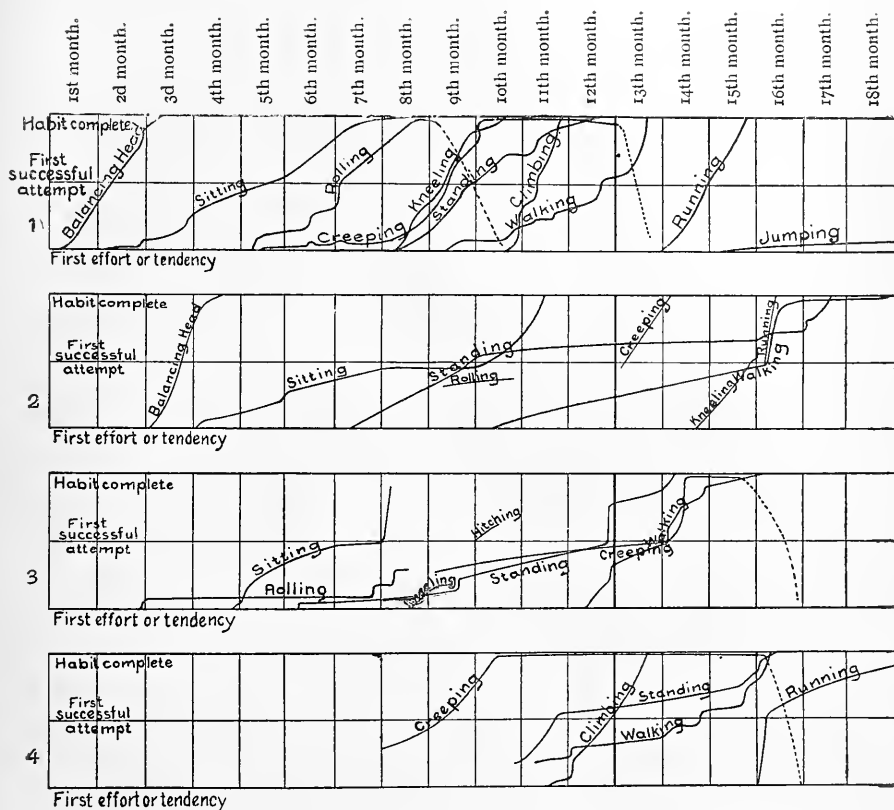 1st month.
2d month.
3d month.
4th month.
5th month.
6th month.
7th month.
8th month.
9th month.
10th month.
11th month.
12th month.
13th month.
14th month.
15th month.
16th month.
17th month.
18th month.
Habit complete
First
successful
attempt
1
Balancing Head
Sitting
Rolling
Creeping
Kneeling
Standing
Climbing
Walking
Running
Jumping
First effort or tendency
Habit complete
First
successful
attempt
2
Balancing Head
Sitting
Standing
Rolling
Creeping
Kneeling
Walking
Running
First effort or tendency
Habit complete
First
successful
attempt
3
Sitting
Rolling
Kneeling
Hitching
Standing
Creeping
Walking
First effort or tendency
Habit complete
First
successful
attempt
4
Creeping
Climbing
Standing
Walking
Running
First effort or tendency